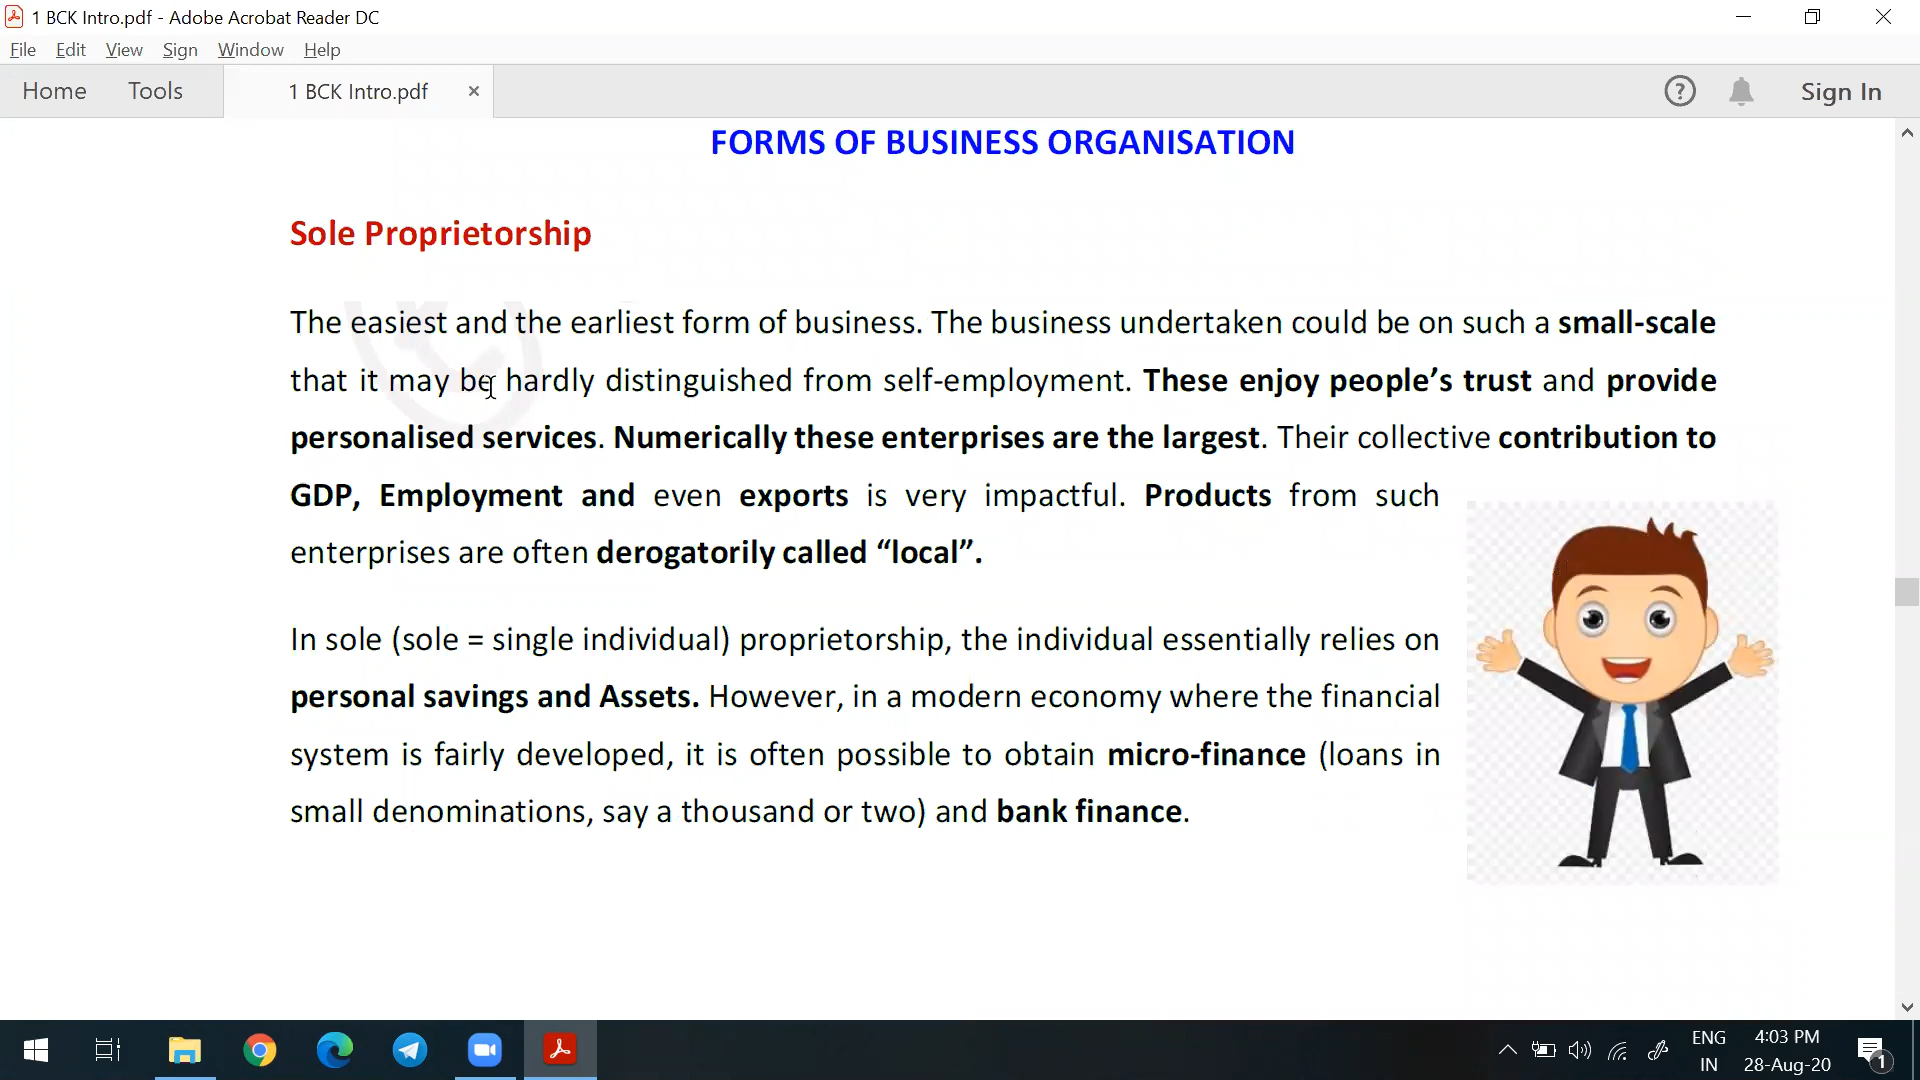 1 BCK Intro.pdf - Adobe Acrobat Reader DC
File Edit View Sign Window Help
Home Tools 1 BCK Intro.pdf × ? Sign In
FORMS OF BUSINESS ORGANISATION
Sole Proprietorship
The easiest and the earliest form of business. The business undertaken could be on such a small-scale
that it may be hardly distinguished from self-employment. These enjoy people’s trust and provide
personalised services. Numerically these enterprises are the largest. Their collective contribution to
GDP, Employment and even exports is very impactful. Products from such
enterprises are often derogatorily called “local”.
In sole (sole = single individual) proprietorship, the individual essentially relies on
personal savings and Assets. However, in a modern economy where the financial
system is fairly developed, it is often possible to obtain micro-finance (loans in
small denominations, say a thousand or two) and bank finance.
ENG 4:03 PM
IN 28-Aug-20 1